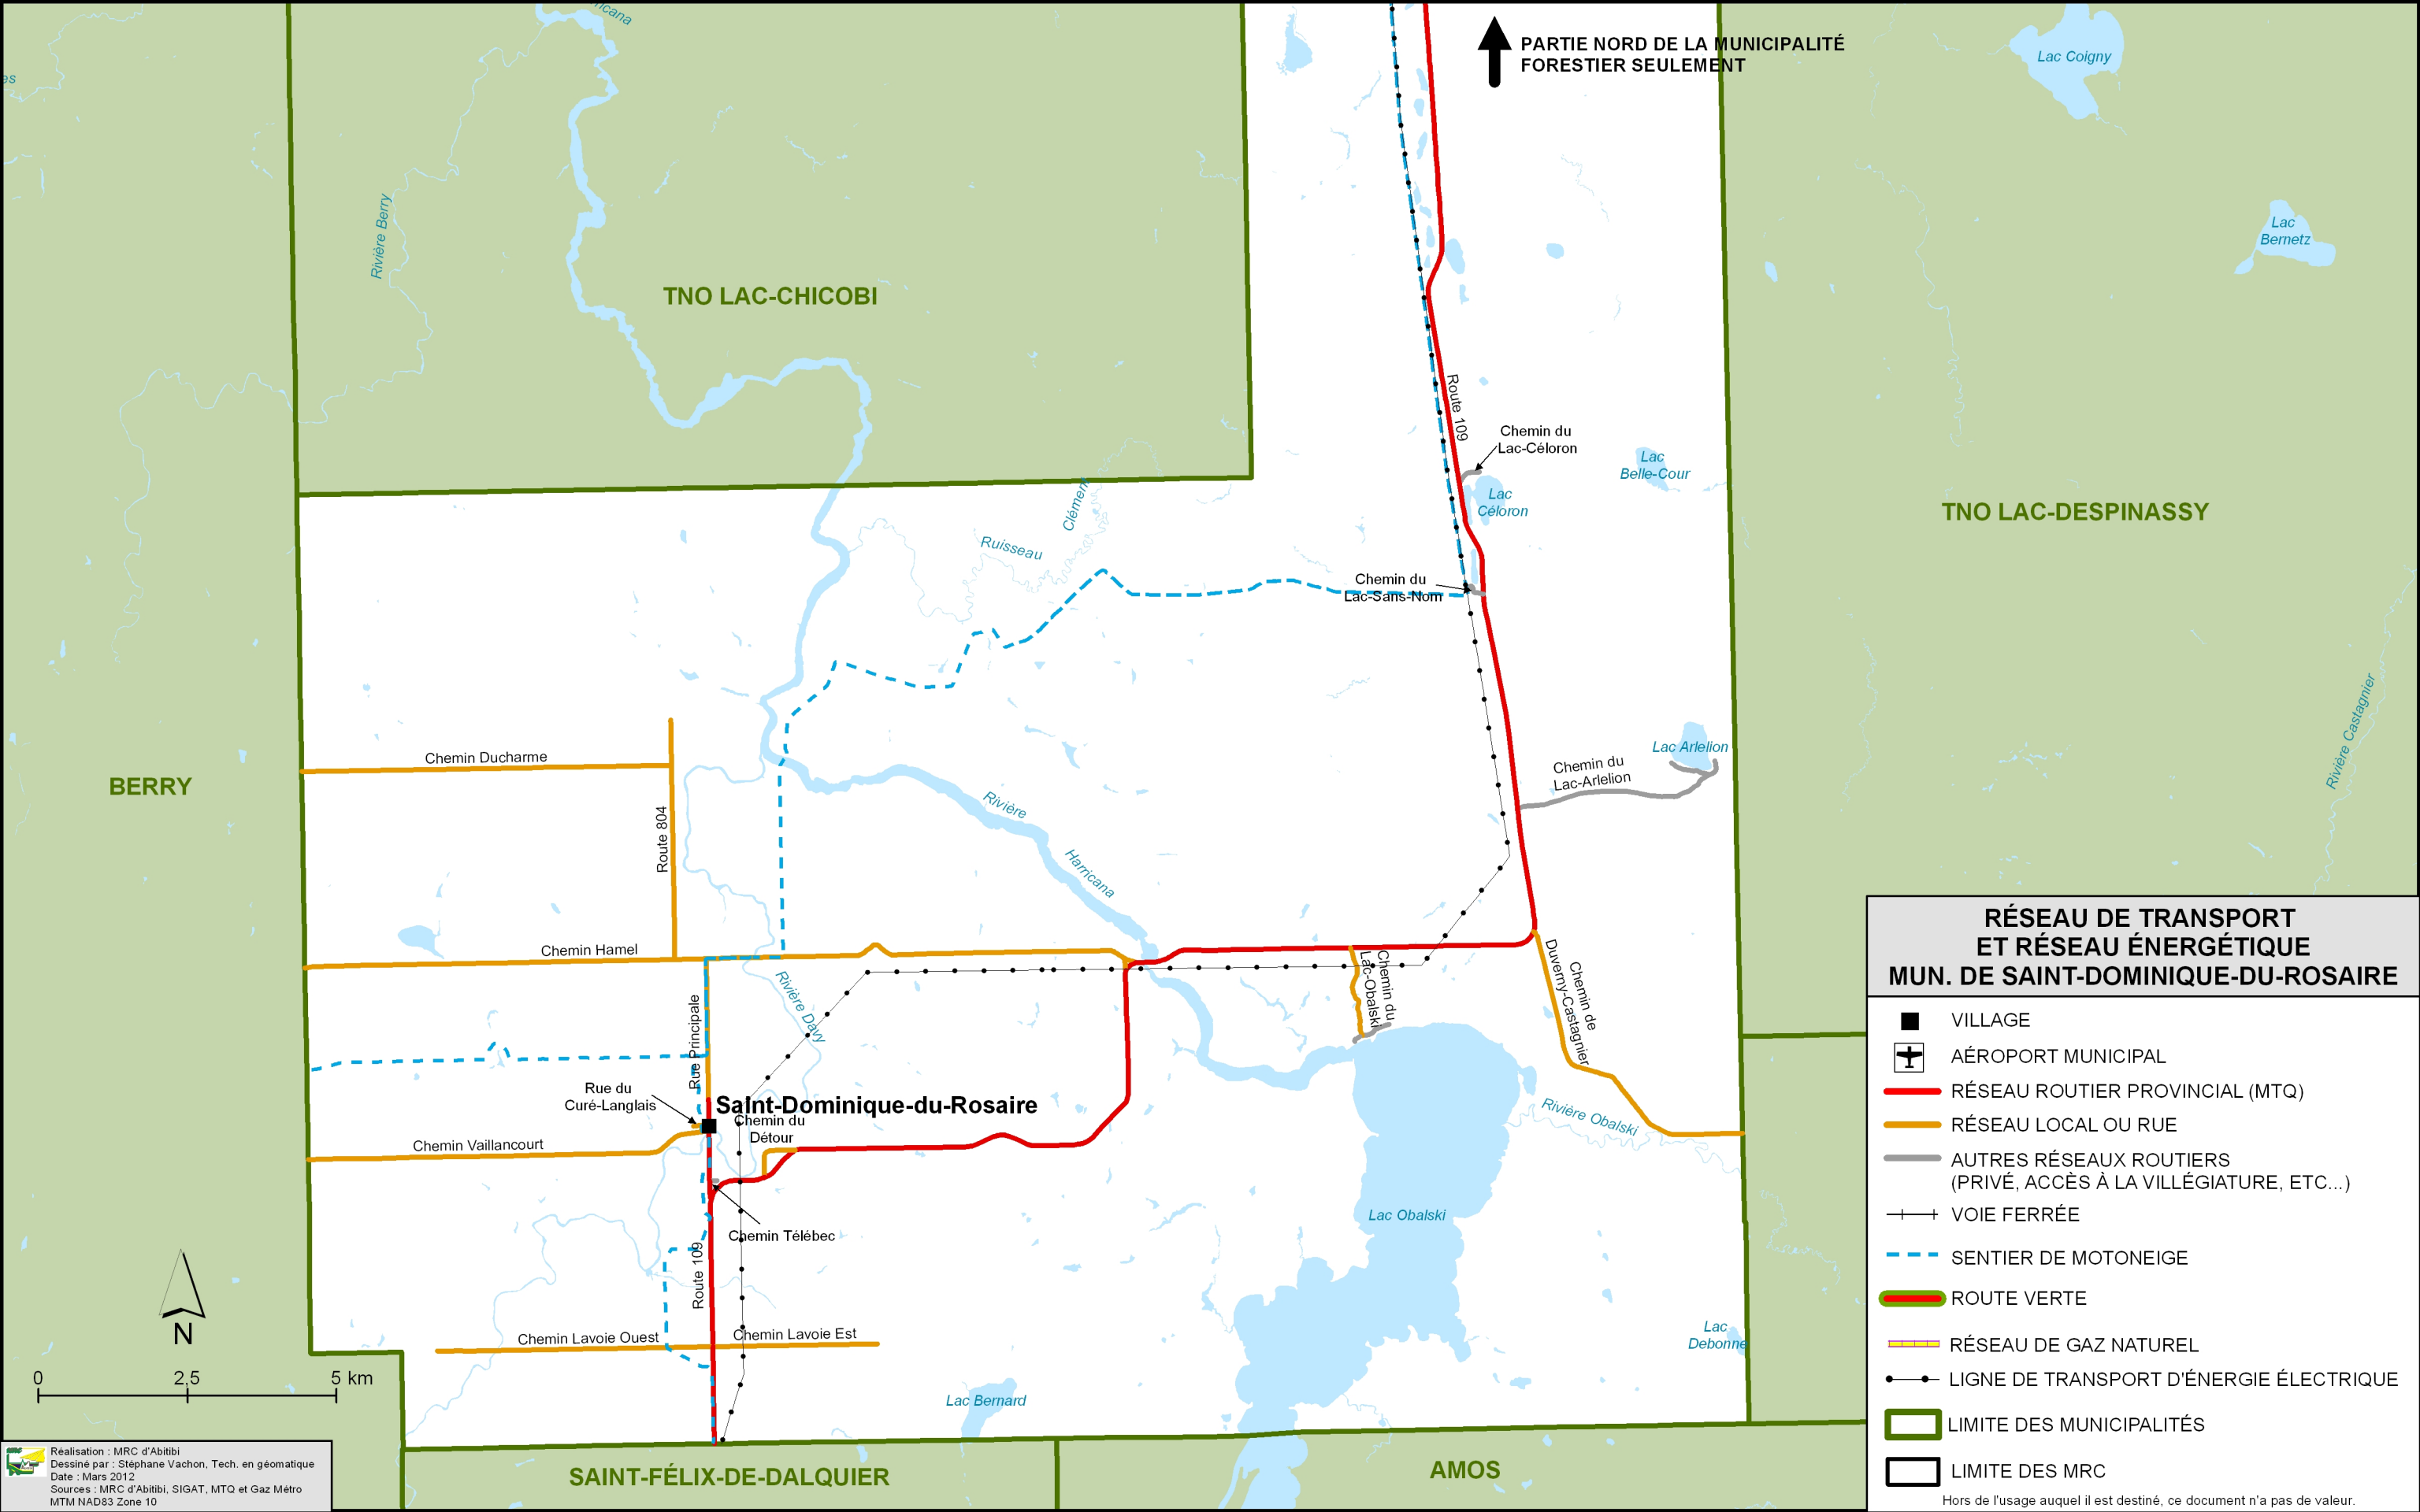 PARTIE NORD DE LA MUNICIPALITÉ
FORESTIER SEULEMENT
Lac Coigny
Rivière Berry
Lac
Bernetz
TNO LAC-CHICOBI
Route 109
Chemin du
Lac-Céloron
Lac
Belle-Cour
Lac
Céloron
Clément
Ruisseau
TNO LAC-DESPINASSY
Chemin du
Lac-Sans-Nom
Rivière Castagnier
Lac Arlelion
Chemin du
Lac-Arlelion
Chemin Ducharme
BERRY
Route 804
Rivière
Harricana
Chemin Hamel
Rivière Davy
Rue Principale
Chemin du
Lac-Obalski
Chemin de
Duverny-Castagnier
Rue du
Curé-Langlais
Saint-Dominique-du-Rosaire
Chemin du
Détour
Chemin Vaillancourt
Rivière Obalski
Lac Obalski
Chemin Télébec
Route 109
Chemin Lavoie Ouest
Chemin Lavoie Est
Lac
Debonne
Lac Bernard
N
0 2,5 5 km
SAINT-FÉLIX-DE-DALQUIER
AMOS
Réalisation : MRC d'Abitibi
Dessiné par : Stéphane Vachon, Tech. en géomatique
Date : Mars 2012
Sources : MRC d'Abitibi, SIGAT, MTQ et Gaz Métro
MTM NAD83 Zone 10
RÉSEAU DE TRANSPORT
ET RÉSEAU ÉNERGÉTIQUE
MUN. DE SAINT-DOMINIQUE-DU-ROSAIRE
VILLAGE
AÉROPORT MUNICIPAL
RÉSEAU ROUTIER PROVINCIAL (MTQ)
RÉSEAU LOCAL OU RUE
AUTRES RÉSEAUX ROUTIERS
(PRIVÉ, ACCÈS À LA VILLÉGIATURE, ETC...)
VOIE FERRÉE
SENTIER DE MOTONEIGE
ROUTE VERTE
RÉSEAU DE GAZ NATUREL
LIGNE DE TRANSPORT D'ÉNERGIE ÉLECTRIQUE
LIMITE DES MUNICIPALITÉS
LIMITE DES MRC
Hors de l'usage auquel il est destiné, ce document n'a pas de valeur.